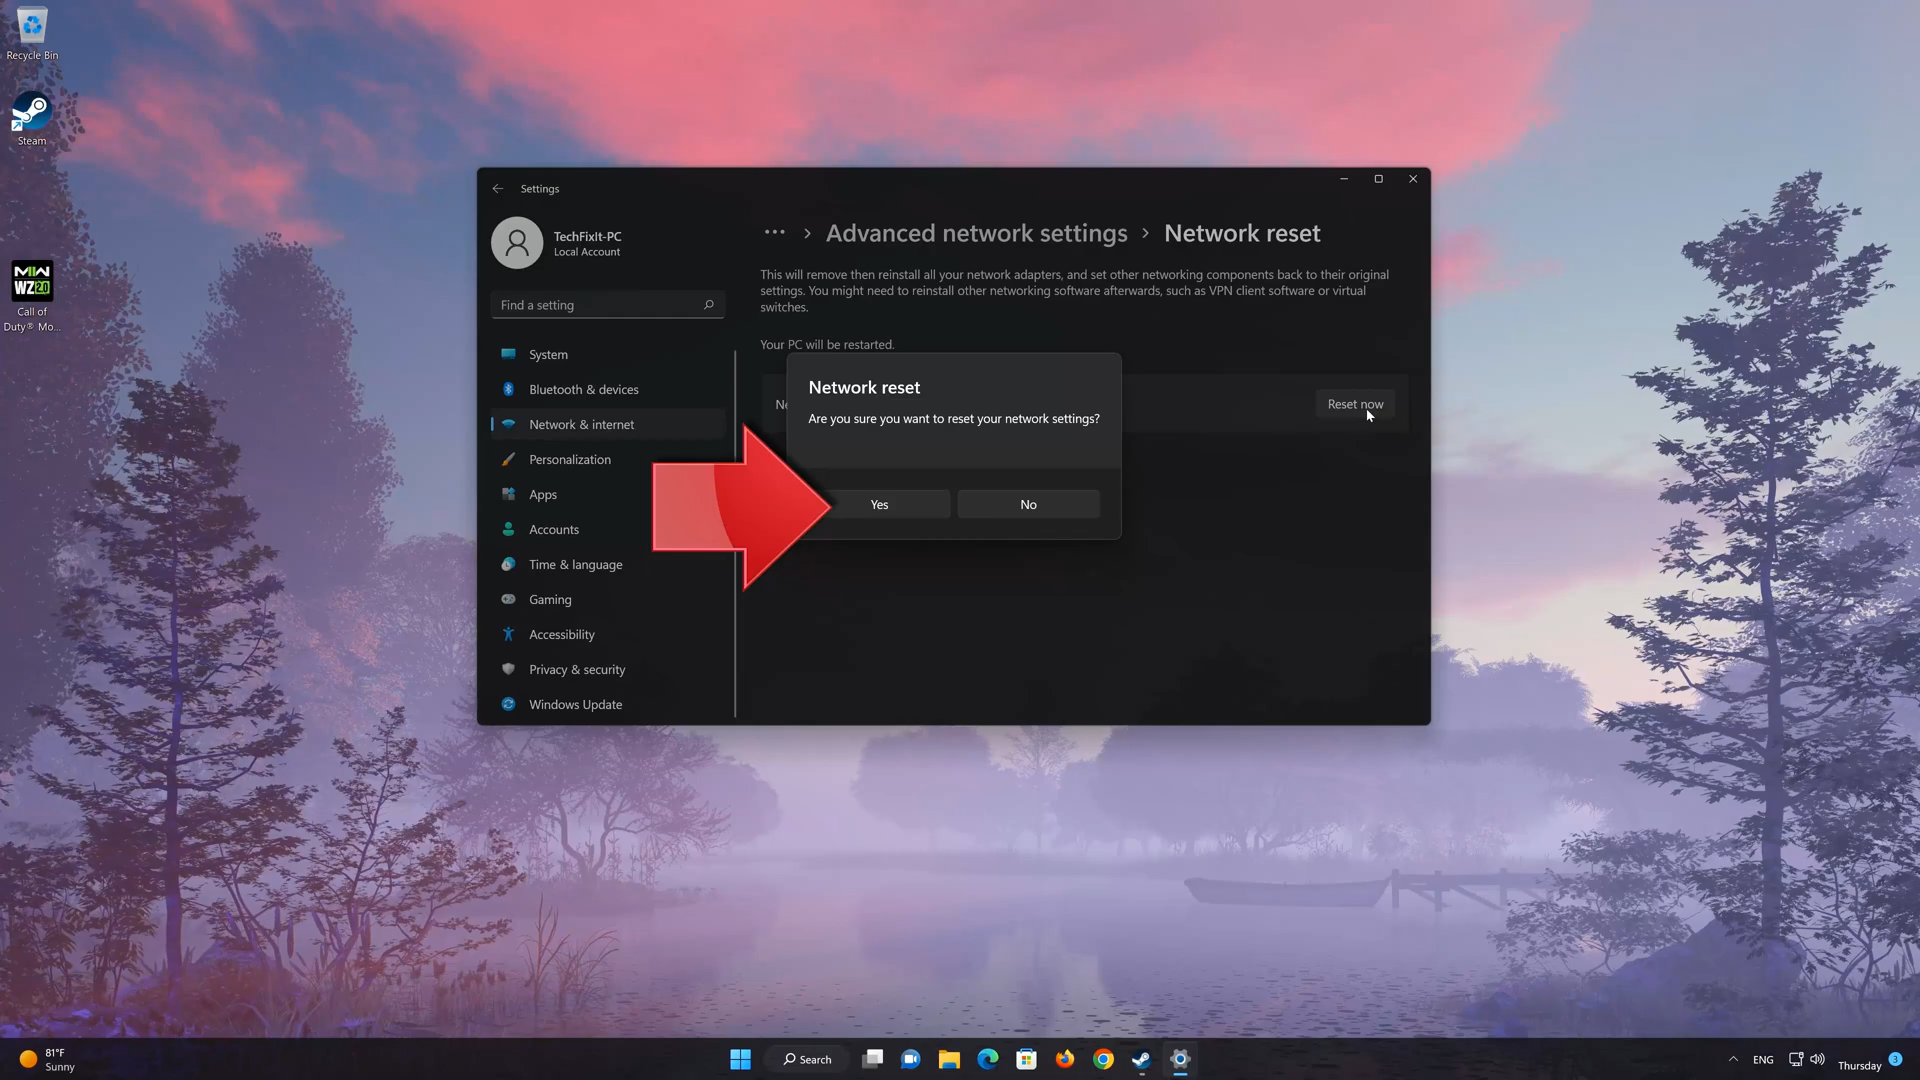 Recycle Bin
Steam
MW
WZ2.0
Call of
Duty® Mo...
Settings
TechFixIt-PC
Local Account
Find a setting
System
Bluetooth & devices
Network & internet
Personalization
Apps
Accounts
Time & language
Gaming
Accessibility
Privacy & security
Windows Update
••• > Advanced network settings > Network reset
This will remove then reinstall all your network adapters, and set other networking components back to their original
settings. You might need to reinstall other networking software afterwards, such as VPN client software or virtual
switches.
Your PC will be restarted.
Ne
Reset now
Network reset
Are you sure you want to reset your network settings?
Yes
No
81°F
Sunny
Search
ENG
Thursday
3